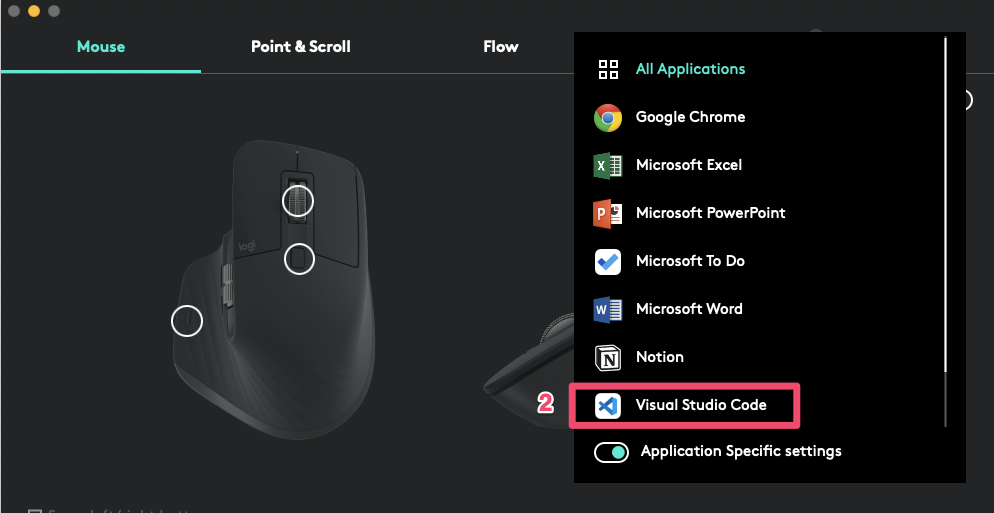 Mouse
Point & Scroll
Flow
All Applications
Google Chrome
Microsoft Excel
Microsoft PowerPoint
Microsoft To Do
Microsoft Word
Notion
2
Visual Studio Code
Application Specific settings
logi